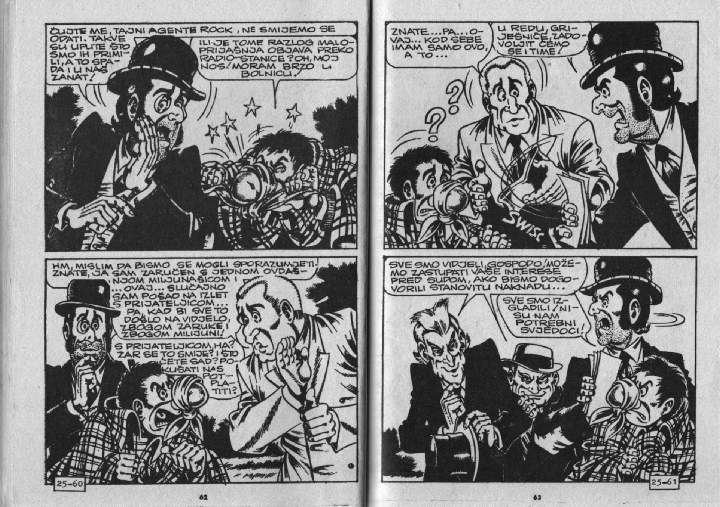 ČUJTE ME, TAJNI AGENTE ROCK, NE SMIJEMO SE
ODATI. TAKVE
SU UPUTE ŠTO
SMO IH PRIMI-
LI, A TO SPA-
DA I U NAŠ
ZANAT!
ILI JE TOME RAZLOG MALO-
PRIJAŠNJA OBJAVA PREKO
RADIO-STANICE? OH, MOJ
NOS! MORAM BRZO U
BOLNICU!
HM, MISLIM DA BISMO SE MOGLI SPORAZUMJETI.
ZNATE, JA SAM ZARUČEN S JEDNOM OVDAŠ-
NJOM MILIJUNAŠICOM I
...OVAJ... SLUČAJNO
SAM POŠAO NA IZLET
S PRIJATELJICOM...
PA, KAD BI SVE TO
DOŠLO NA VIDJELO,
ZBOGOM ZARUKE I
ZBOGOM MILIJUNI!
S PRIJATELJICOM, HA?
ZAR SE TO SMIJE? I ŠTO
ĆETE SAD? PO-
KUŠATI NAS
POT-
PLA-
TITI?
25-60
62
ZNATE...PA...O-
VAJ... KOD SEBE
IMAM SAMO OVO,
A TO...
U REDU, GRI-
JEŠNIČE, ZADO-
VOLJIT ĆEMO
SE I TIME!
? ?
SWISS
SVE SMO VIDJELI, GOSPODO! MOŽE-
MO ZASTUPATI VAŠE INTERESE
PRED SUDOM, AKO BISMO DOGO-
VORILI STANOVITU NAKNADU...
SVE SMO IZ-
GLADILI! NI-
SU NAM
POTREBNI
SVJEDOCI!
25-61
63